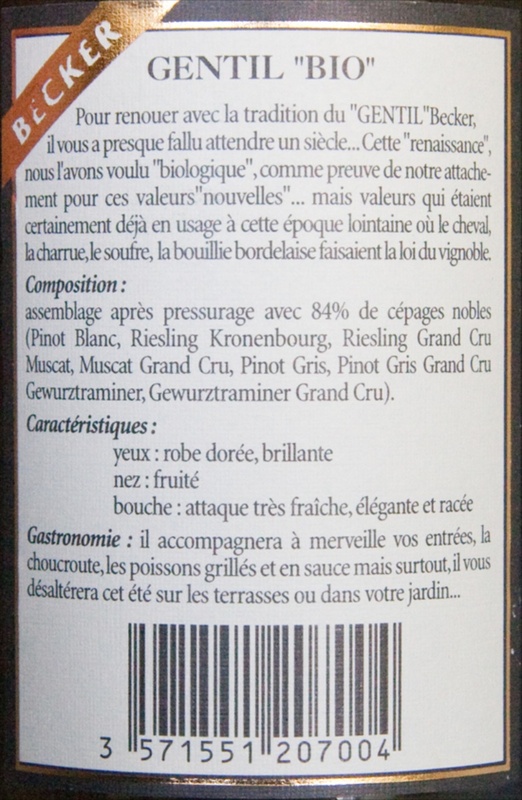 BECKER
GENTIL "BIO"
Pour renouer avec la tradition du "GENTIL"Becker,
il vous a presque fallu attendre un siècle... Cette "renaissance",
nous l'avons voulu "biologique", comme preuve de notre attache-
ment pour ces valeurs"nouvelles"... mais valeurs qui étaient
certainement déjà en usage à cette époque lointaine où le cheval,
la charrue, le soufre, la bouillie bordelaise faisaient la loi du vignoble.
Composition :
assemblage après pressurage avec 84% de cépages nobles
(Pinot Blanc, Riesling Kronenbourg, Riesling Grand Cru
Muscat, Muscat Grand Cru, Pinot Gris, Pinot Gris Grand Cru
Gewurztraminer, Gewurztraminer Grand Cru).
Caractéristiques :
yeux : robe dorée, brillante
nez : fruité
bouche : attaque très fraîche, élégante et racée
Gastronomie : il accompagnera à merveille vos entrées, la
choucroute, les poissons grillés et en sauce mais surtout, il vous
désaltérera cet été sur les terrasses ou dans votre jardin...
3 571551 207004